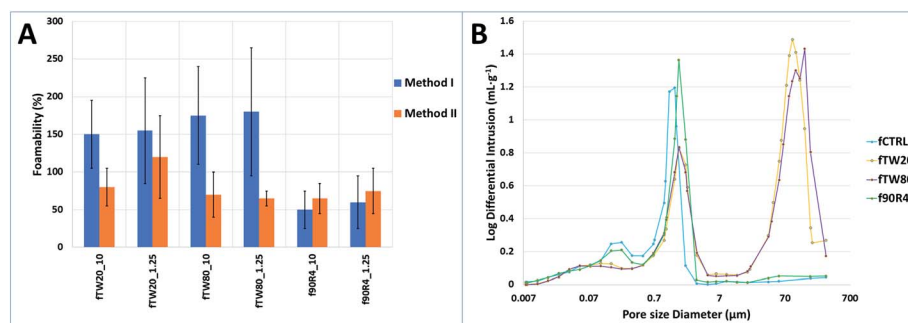 A
300
250
200
150
100
50
0
Foamability (%)
Method I
Method II
fTW20_10
fTW20_1.25
fTW80_10
fTW80_1.25
f90R4_10
f90R4_1.25
B
1.6
1.4
1.2
1
0.8
0.6
0.4
0.2
0
Log Differential Intrusion (mL·g-1)
0.007
0.07
0.7
7
70
700
Pore size Diameter (μm)
fCTRL
fTW20
fTW80
f90R4